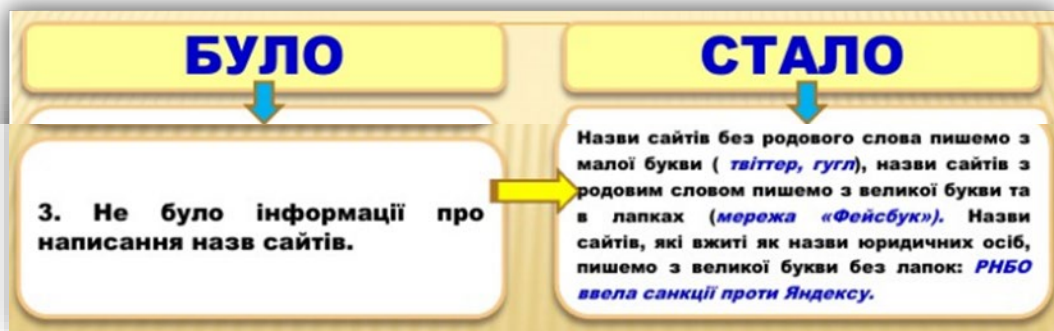 БУЛО
СТАЛО
3. Не було інформації про
написання назв сайтів.
Назви сайтів без родового слова пишемо з
малої букви ( твіттер, гугл), назви сайтів з
родовим словом пишемо з великої букви та
в лапках (мережа «Фейсбук»). Назви
сайтів, які вжиті як назви юридичних осіб,
пишемо з великої букви без лапок: РНБО
ввела санкції проти Яндексу.